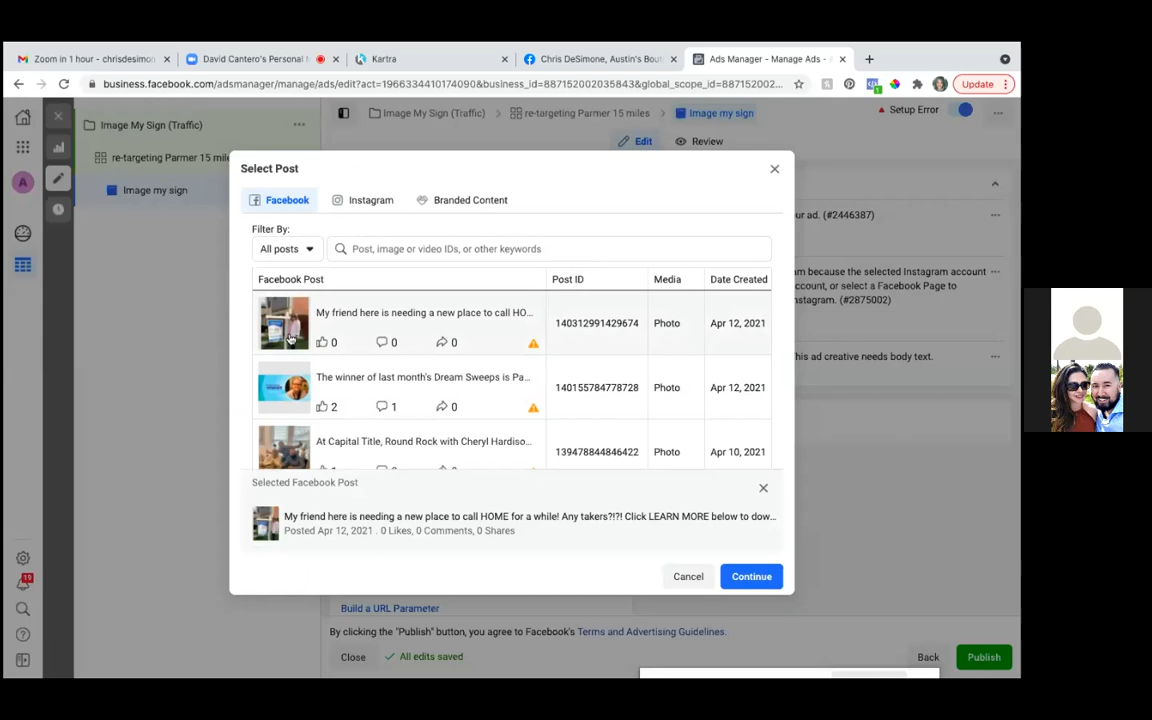 Zoom in 1 hour - chrisdesimon
David Cantero's Personal
Kartra
Chris DeSimone, Austin's Bout
Ads Manager - Manage Ads -
business.facebook.com/adsmanager/manage/ads/edit?act=1966334410174090&business_id=887152002035843&global_scope_id=8871522...
Update
Image My Sign (Traffic)
re-targeting Parmer 15 mile
Image my sign
Image My Sign (Traffic)
re-targeting Parmer 15 miles
Image my sign
Setup Error
Edit
Review
A
19
our ad. (#2446387)
am because the selected Instagram account
account, or select a Facebook Page to
nstagram. (#2875002)
his ad creative needs body text.
Select Post
Facebook
Instagram
Branded Content
Filter By:
All posts
Post, image or video IDs, or other keywords
Facebook Post
Post ID
Media
Date Created
My friend here is needing a new place to call HO...
0 0 0
140312991429674
Photo
Apr 12, 2021
The winner of last month's Dream Sweeps is Pa...
2 1 0
140155784778728
Photo
Apr 12, 2021
At Capital Title, Round Rock with Cheryl Hardiso...
139478844846422
Photo
Apr 10, 2021
Selected Facebook Post
My friend here is needing a new place to call HOME for a while! Any takers?!?! Click LEARN MORE below to dow...
Posted Apr 12, 2021 . 0 Likes, 0 Comments, 0 Shares
Cancel
Continue
Build a URL Parameter
By clicking the "Publish" button, you agree to Facebook's Terms and Advertising Guidelines.
Close
All edits saved
Back
Publish